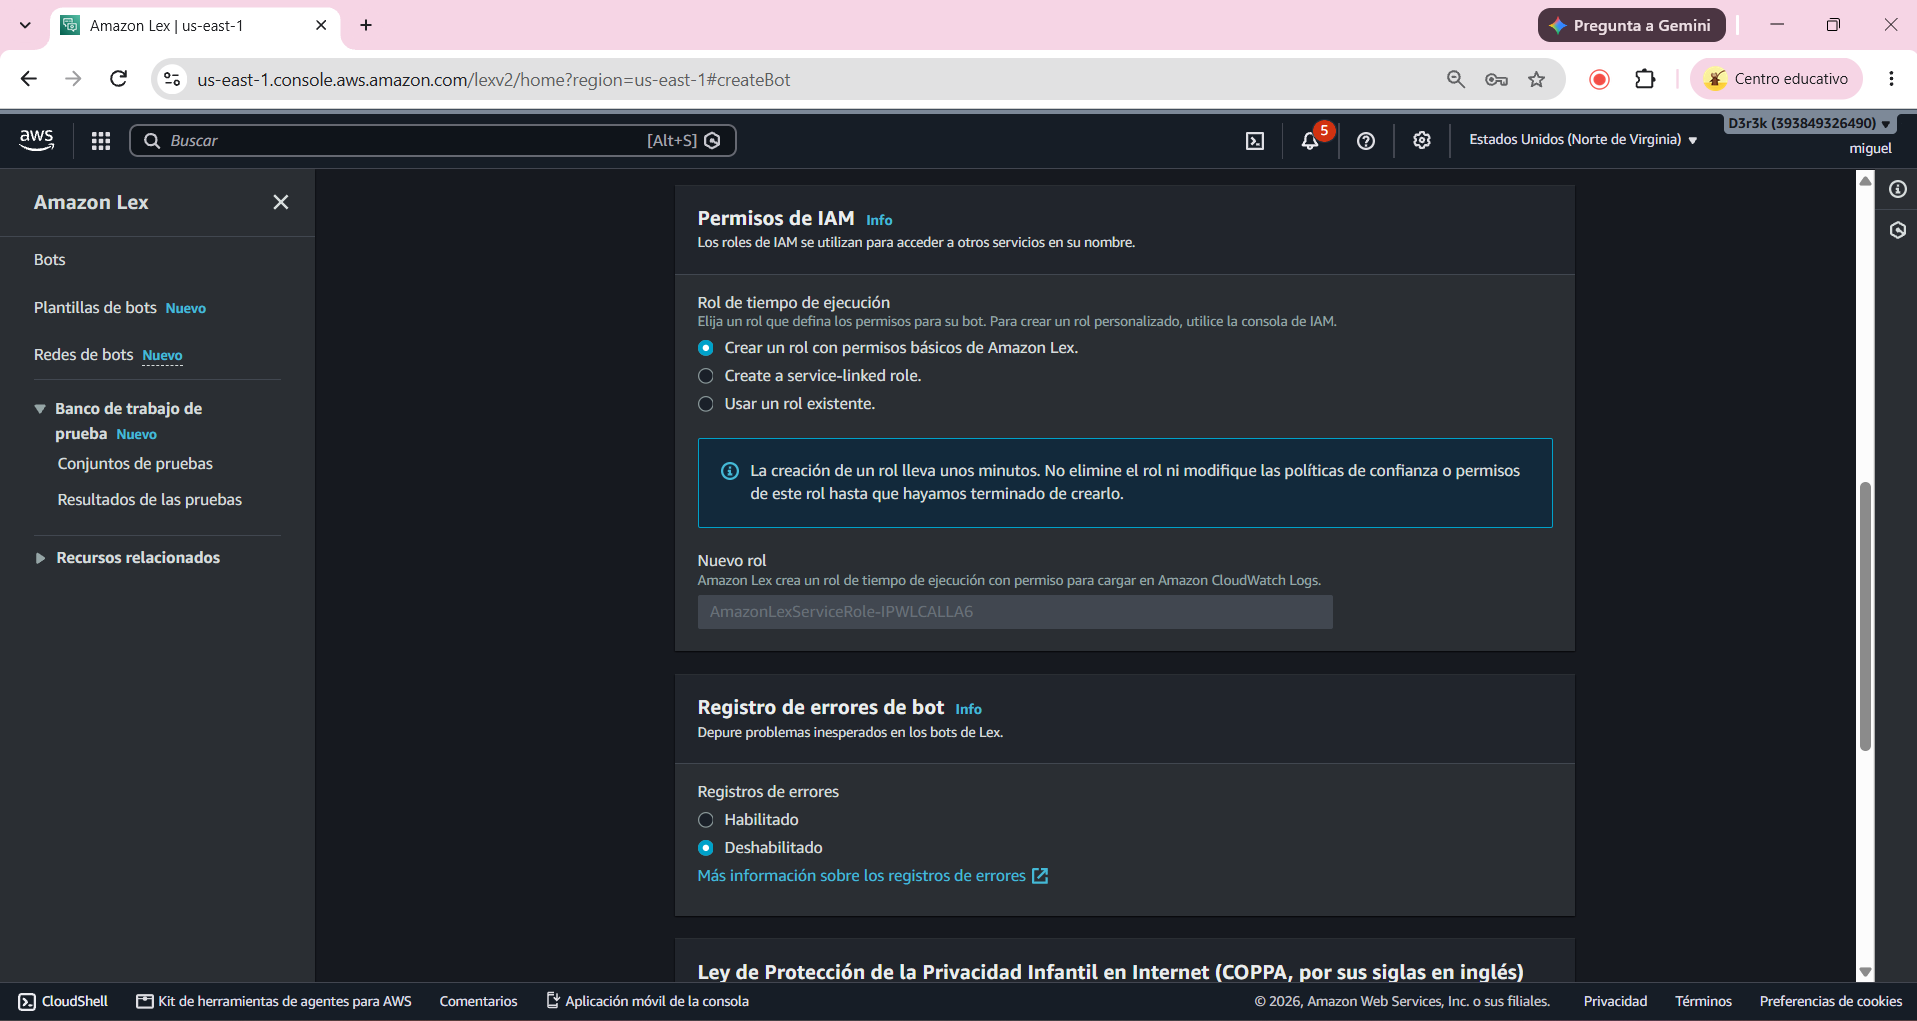 Amazon Lex | us-east-1
Pregunta a Gemini
us-east-1.console.aws.amazon.com/lexv2/home?region=us-east-1#createBot
Centro educativo
aws
Buscar
[Alt+S]
5
Estados Unidos (Norte de Virginia)
D3r3k (393849326490)
miguel
Amazon Lex
Bots
Plantillas de bots Nuevo
Redes de bots Nuevo
Banco de trabajo de
prueba Nuevo
Conjuntos de pruebas
Resultados de las pruebas
Recursos relacionados
Permisos de IAM Info
Los roles de IAM se utilizan para acceder a otros servicios en su nombre.
Rol de tiempo de ejecución
Elija un rol que defina los permisos para su bot. Para crear un rol personalizado, utilice la consola de IAM.
Crear un rol con permisos básicos de Amazon Lex.
Create a service-linked role.
Usar un rol existente.
La creación de un rol lleva unos minutos. No elimine el rol ni modifique las políticas de confianza o permisos
de este rol hasta que hayamos terminado de crearlo.
Nuevo rol
Amazon Lex crea un rol de tiempo de ejecución con permiso para cargar en Amazon CloudWatch Logs.
AmazonLexServiceRole-IPWLCALLA6
Registro de errores de bot Info
Depure problemas inesperados en los bots de Lex.
Registros de errores
Habilitado
Deshabilitado
Más información sobre los registros de errores
Ley de Protección de la Privacidad Infantil en Internet (COPPA, por sus siglas en inglés)
CloudShell
Kit de herramientas de agentes para AWS
Comentarios
Aplicación móvil de la consola
© 2026, Amazon Web Services, Inc. o sus filiales.
Privacidad
Términos
Preferencias de cookies